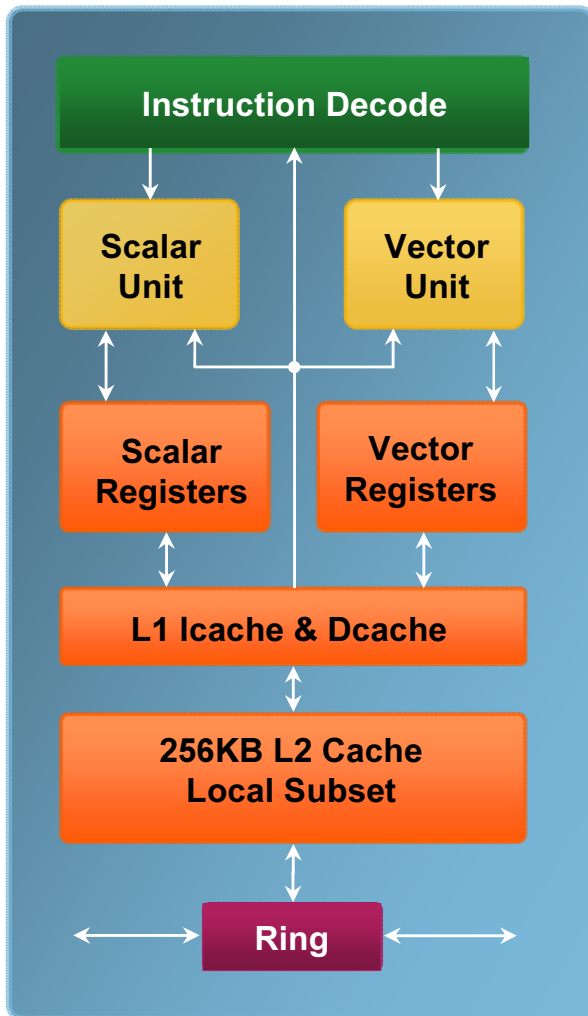 Instruction Decode
Scalar
Unit
Vector
Unit
Scalar
Registers
Vector
Registers
L1 Icache & Dcache
256KB L2 Cache
Local Subset
Ring